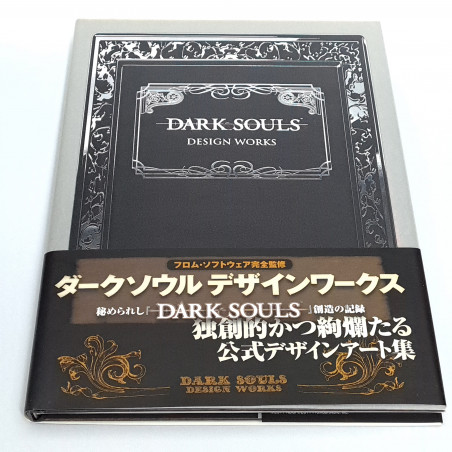 DARK SOULS
DESIGN WORKS
フロム・ソフトウェア完全監修
ダークソウル デザインワークス
秘められし『DARK SOULS』創造の記録
独創的かつ絢爛たる
公式デザインアート集
DARK SOULS
DESIGN WORKS